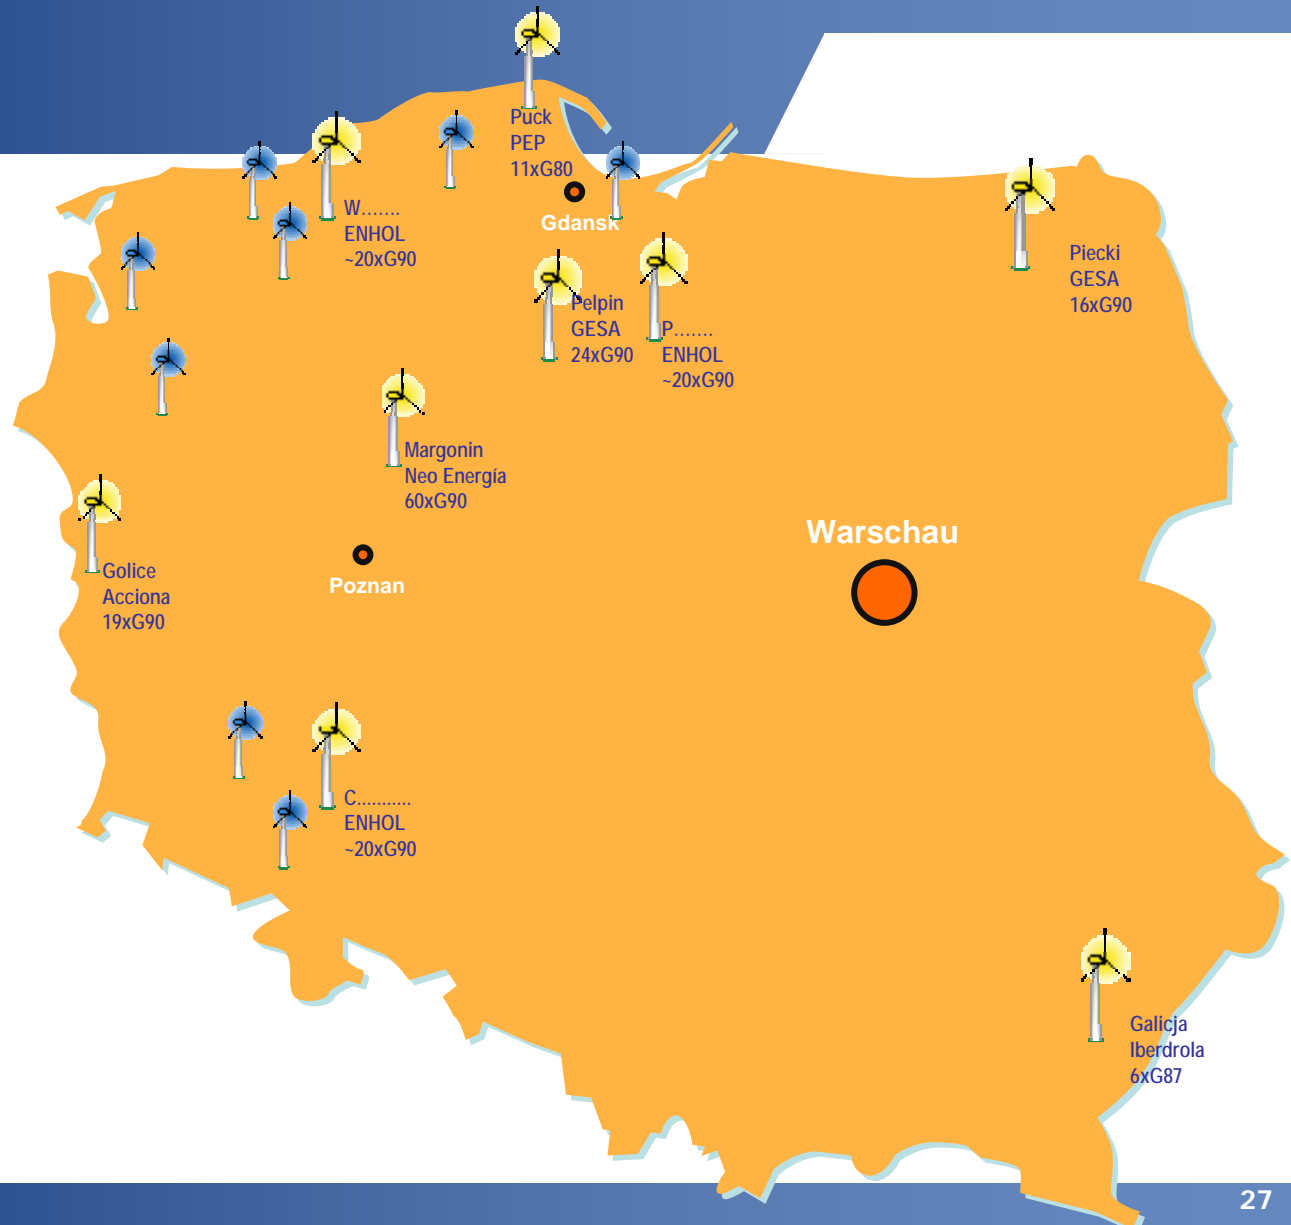 Puck
PEP
11xG80
Gdansk
W.......
ENHOL
~20xG90
Piecki
GESA
16xG90
Pelpin
GESA
24xG90
P.......
ENHOL
~20xG90
Margonin
Neo Energía
60xG90
Warschau
Golice
Acciona
19xG90
Poznan
C...........
ENHOL
~20xG90
Galicja
Iberdrola
6xG87
27